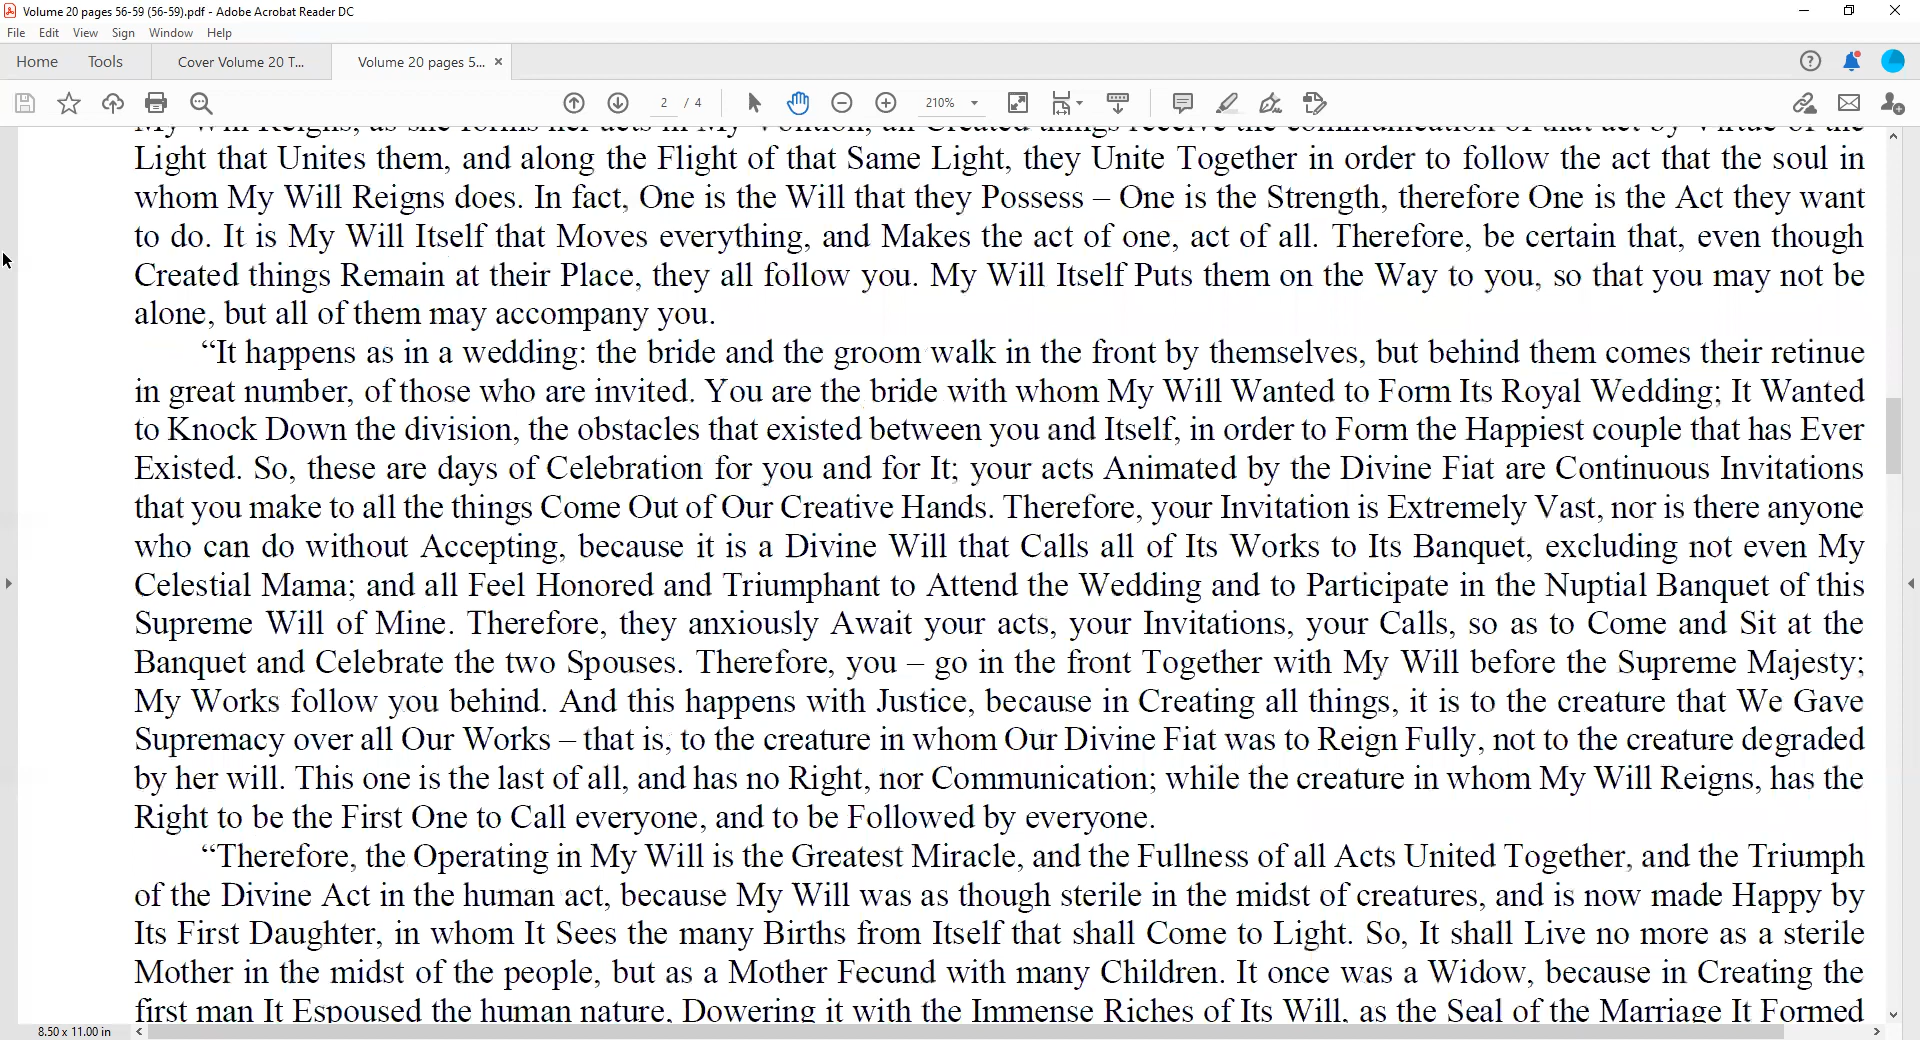 Volume 20 pages 56-59 (56-59).pdf - Adobe Acrobat Reader DC
File Edit View Sign Window Help
Home Tools Cover Volume 20 T... Volume 20 pages 5... ×
2 / 4 210%
My Will Reigns, as she forms her acts in My Volition, all Created things receive the communication of that act by Virtue of the
Light that Unites them, and along the Flight of that Same Light, they Unite Together in order to follow the act that the soul in
whom My Will Reigns does. In fact, One is the Will that they Possess – One is the Strength, therefore One is the Act they want
to do. It is My Will Itself that Moves everything, and Makes the act of one, act of all. Therefore, be certain that, even though
Created things Remain at their Place, they all follow you. My Will Itself Puts them on the Way to you, so that you may not be
alone, but all of them may accompany you.
“It happens as in a wedding: the bride and the groom walk in the front by themselves, but behind them comes their retinue
in great number, of those who are invited. You are the bride with whom My Will Wanted to Form Its Royal Wedding; It Wanted
to Knock Down the division, the obstacles that existed between you and Itself, in order to Form the Happiest couple that has Ever
Existed. So, these are days of Celebration for you and for It; your acts Animated by the Divine Fiat are Continuous Invitations
that you make to all the things Come Out of Our Creative Hands. Therefore, your Invitation is Extremely Vast, nor is there anyone
who can do without Accepting, because it is a Divine Will that Calls all of Its Works to Its Banquet, excluding not even My
Celestial Mama; and all Feel Honored and Triumphant to Attend the Wedding and to Participate in the Nuptial Banquet of this
Supreme Will of Mine. Therefore, they anxiously Await your acts, your Invitations, your Calls, so as to Come and Sit at the
Banquet and Celebrate the two Spouses. Therefore, you – go in the front Together with My Will before the Supreme Majesty;
My Works follow you behind. And this happens with Justice, because in Creating all things, it is to the creature that We Gave
Supremacy over all Our Works – that is, to the creature in whom Our Divine Fiat was to Reign Fully, not to the creature degraded
by her will. This one is the last of all, and has no Right, nor Communication; while the creature in whom My Will Reigns, has the
Right to be the First One to Call everyone, and to be Followed by everyone.
“Therefore, the Operating in My Will is the Greatest Miracle, and the Fullness of all Acts United Together, and the Triumph
of the Divine Act in the human act, because My Will was as though sterile in the midst of creatures, and is now made Happy by
Its First Daughter, in whom It Sees the many Births from Itself that shall Come to Light. So, It shall Live no more as a sterile
Mother in the midst of the people, but as a Mother Fecund with many Children. It once was a Widow, because in Creating the
first man It Espoused the human nature, Dowering it with the Immense Riches of Its Will, as the Seal of the Marriage It Formed
8.50 x 11.00 in